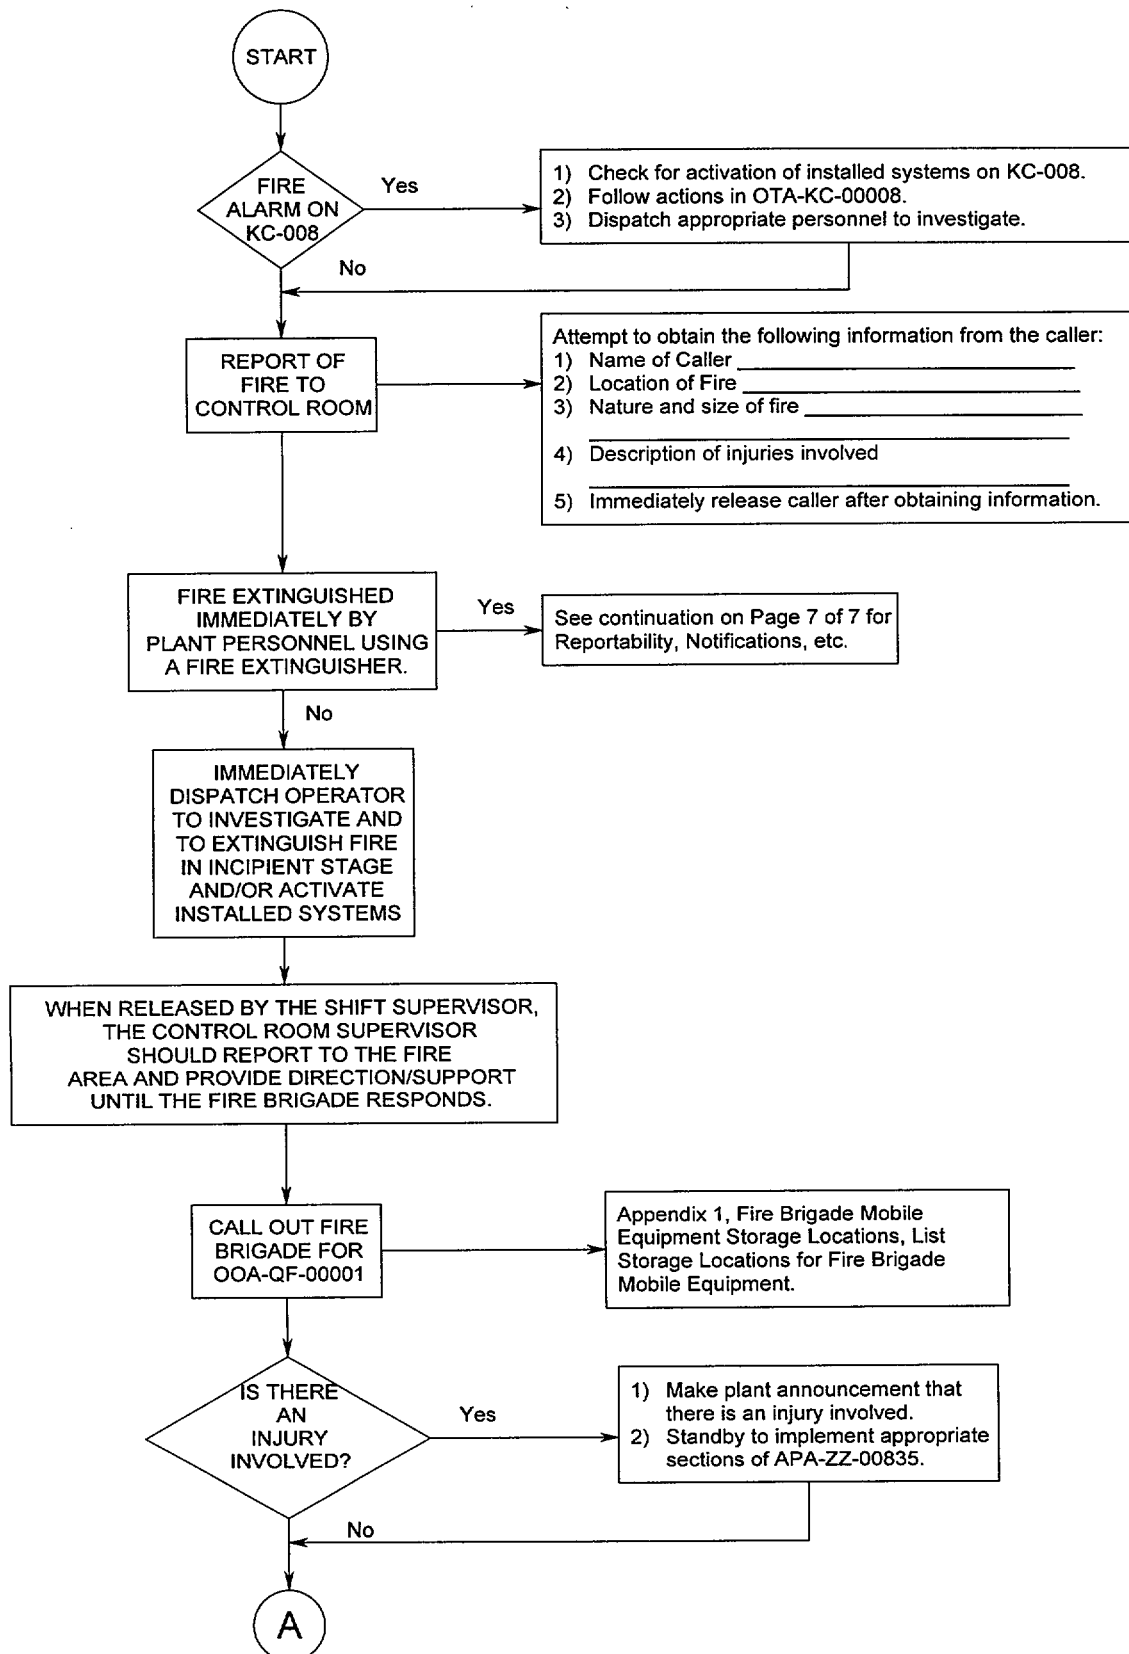 START
FIRE
ALARM ON
KC-008
Yes
1) Check for activation of installed systems on KC-008.
2) Follow actions in OTA-KC-00008.
3) Dispatch appropriate personnel to investigate.
No
REPORT OF
FIRE TO
CONTROL ROOM
Attempt to obtain the following information from the caller:
1) Name of Caller
2) Location of Fire
3) Nature and size of fire
4) Description of injuries involved
5) Immediately release caller after obtaining information.
FIRE EXTINGUISHED
IMMEDIATELY BY
PLANT PERSONNEL USING
A FIRE EXTINGUISHER.
Yes
See continuation on Page 7 of 7 for
Reportability, Notifications, etc.
No
IMMEDIATELY
DISPATCH OPERATOR
TO INVESTIGATE AND
TO EXTINGUISH FIRE
IN INCIPIENT STAGE
AND/OR ACTIVATE
INSTALLED SYSTEMS
WHEN RELEASED BY THE SHIFT SUPERVISOR,
THE CONTROL ROOM SUPERVISOR
SHOULD REPORT TO THE FIRE
AREA AND PROVIDE DIRECTION/SUPPORT
UNTIL THE FIRE BRIGADE RESPONDS.
CALL OUT FIRE
BRIGADE FOR
OOA-QF-00001
Appendix 1, Fire Brigade Mobile
Equipment Storage Locations, List
Storage Locations for Fire Brigade
Mobile Equipment.
IS THERE
AN
INJURY
INVOLVED?
Yes
1) Make plant announcement that
there is an injury involved.
2) Standby to implement appropriate
sections of APA-ZZ-00835.
No
A